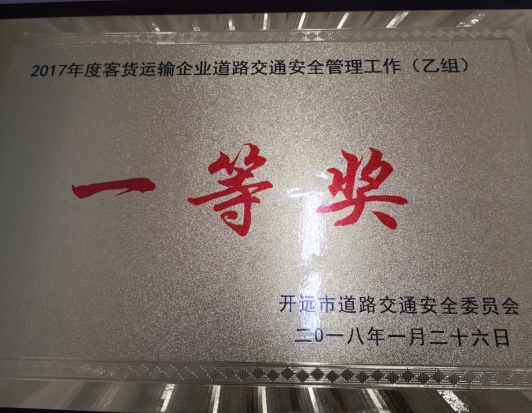 2017年度客货运输企业道路交通安全管理工作（乙组）
一等奖
开远市道路交通安全委员会
二0一八年一月二十六日